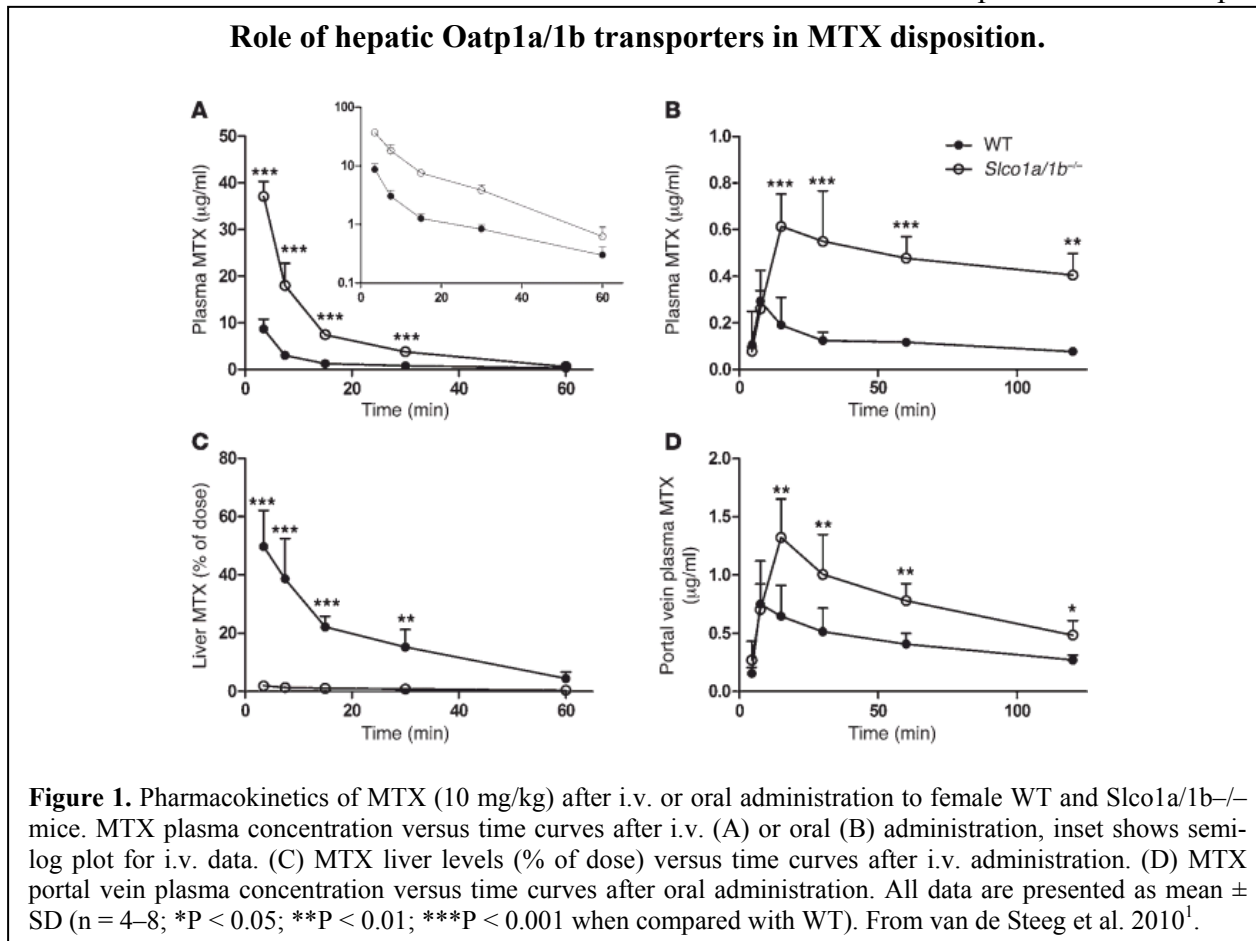 Role of hepatic Oatp1a/1b transporters in MTX disposition.
A
50
40
30
20
10
0
Plasma MTX (µg/ml)
***
***
***
***
0
20
40
60
Time (min)
100
10
1
0.1
0
20
40
60
B
1.0
0.8
0.6
0.4
0.2
0.0
Plasma MTX (µg/ml)
***
***
***
**
0
50
100
Time (min)
WT
Slco1a/1b–/–
C
80
60
40
20
0
Liver MTX (% of dose)
***
***
***
**
0
20
40
60
Time (min)
D
2.0
1.5
1.0
0.5
0.0
Portal vein plasma MTX
(µg/ml)
**
**
**
*
0
50
100
Time (min)
Figure 1. Pharmacokinetics of MTX (10 mg/kg) after i.v. or oral administration to female WT and Slco1a/1b–/–
mice. MTX plasma concentration versus time curves after i.v. (A) or oral (B) administration, inset shows semi-
log plot for i.v. data. (C) MTX liver levels (% of dose) versus time curves after i.v. administration. (D) MTX
portal vein plasma concentration versus time curves after oral administration. All data are presented as mean ±
SD (n = 4–8; *P < 0.05; **P < 0.01; ***P < 0.001 when compared with WT). From van de Steeg et al. 2010¹.